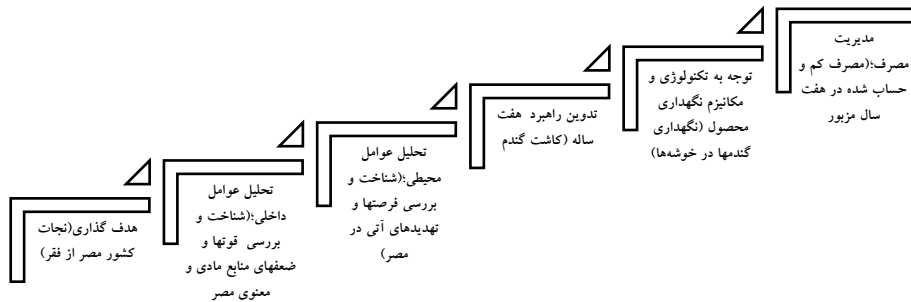 هدف گذاری(نجات
کشور مصر از فقر)
تحلیل عوامل
داخلی؛(شناخت و
بررسی قوتها و
ضعفهای منابع مادی و
معنوی مصر
تحلیل عوامل
محیطی؛(شناخت و
بررسی فرصتها و
تهدیدهای آتی در
مصر)
تدوین راهبرد هفت
ساله (کاشت گندم
توجه به تکنولوژی و
مکانیزم نگهداری
محصول (نگهداری
گندمها در خوشه‌ها)
مدیریت
مصرف؛(مصرف کم و
حساب شده در هفت
سال مزبور